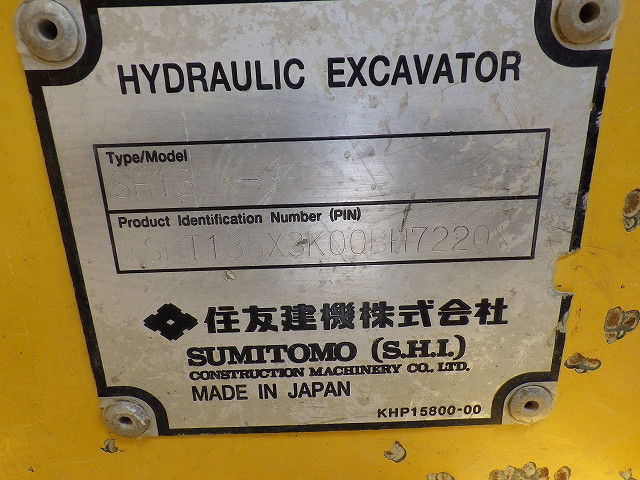 HYDRAULIC EXCAVATOR
Type/Model
Product Identification Number (PIN)
住友建機株式会社
SUMITOMO (S.H.I.)
CONSTRUCTION MACHINERY CO., LTD.
MADE IN JAPAN
KHP15800-00